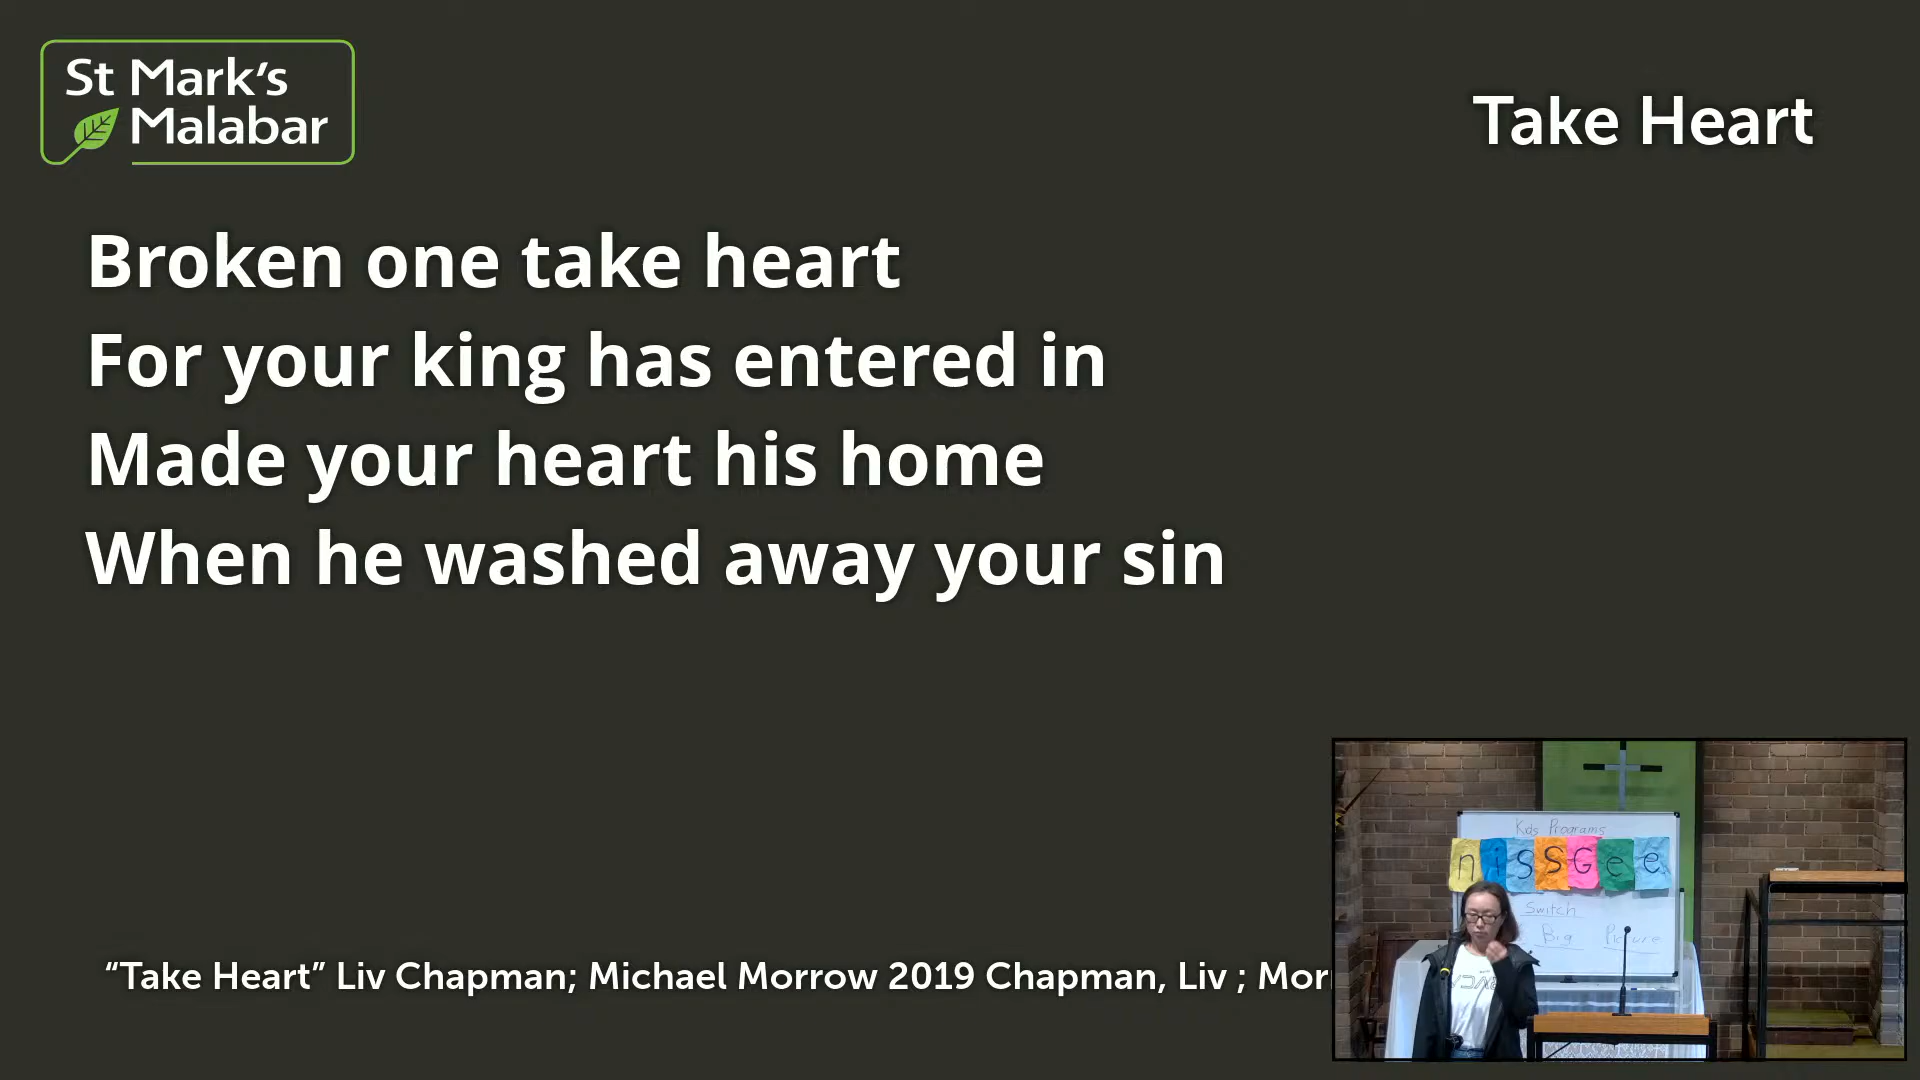 St Mark's
Malabar
Take Heart
Broken one take heart
For your king has entered in
Made your heart his home
When he washed away your sin
“Take Heart” Liv Chapman; Michael Morrow 2019 Chapman, Liv ; Mor
Kids Programs
nissGee
Switch
Big Picture